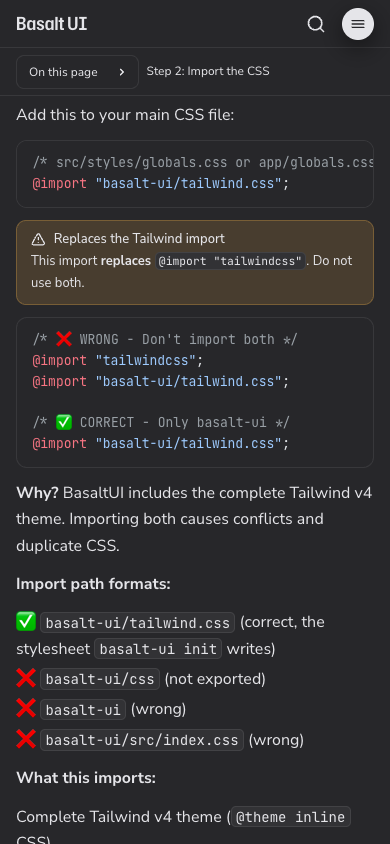 Basalt UI
On this page
Step 2: Import the CSS
Add this to your main CSS file:
/* src/styles/globals.css or app/globals.css
@import "basalt-ui/tailwind.css";
Replaces the Tailwind import
This import replaces @import "tailwindcss". Do not
use both.
/* ❌ WRONG - Don't import both */
@import "tailwindcss";
@import "basalt-ui/tailwind.css";
/* ✅ CORRECT - Only basalt-ui */
@import "basalt-ui/tailwind.css";
Why? BasaltUI includes the complete Tailwind v4
theme. Importing both causes conflicts and
duplicate CSS.
Import path formats:
✅ basalt-ui/tailwind.css (correct, the
stylesheet basalt-ui init writes)
❌ basalt-ui/css (not exported)
❌ basalt-ui (wrong)
❌ basalt-ui/src/index.css (wrong)
What this imports:
Complete Tailwind v4 theme (@theme inline
CSS)